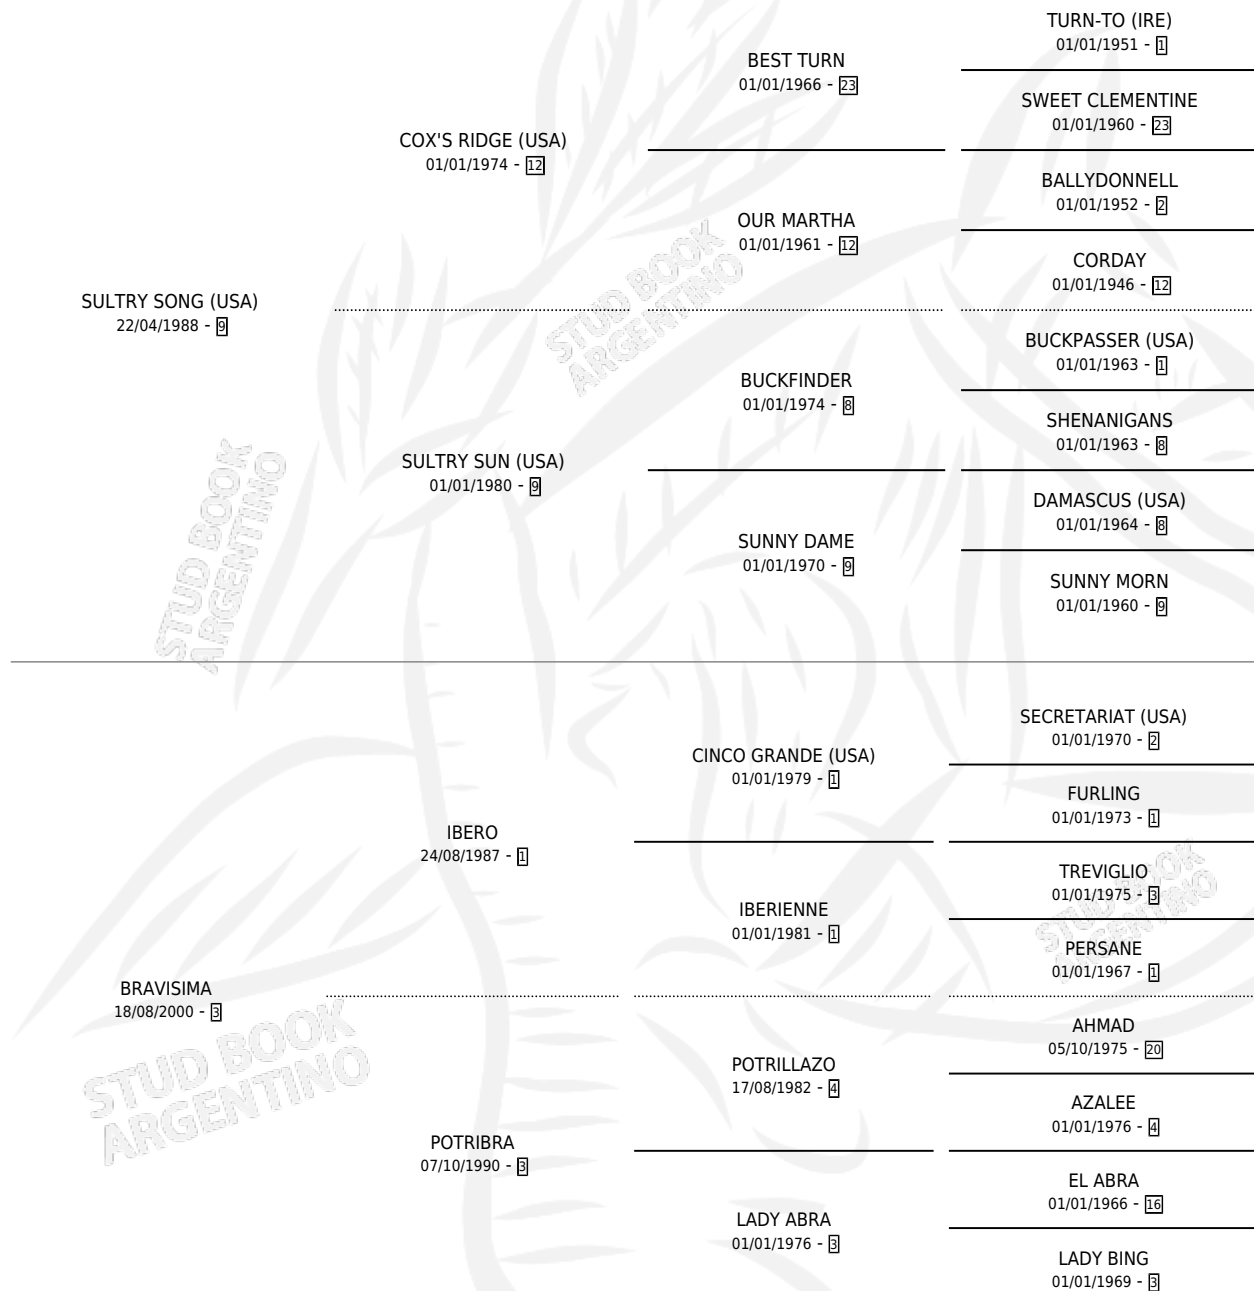 TURN-TO (IRE)
01/01/1951 - 1
BEST TURN
01/01/1966 - 23
SWEET CLEMENTINE
01/01/1960 - 23
COX'S RIDGE (USA)
01/01/1974 - 12
BALLYDONNELL
01/01/1952 - 2
OUR MARTHA
01/01/1961 - 12
CORDAY
01/01/1946 - 12
SULTRY SONG (USA)
22/04/1988 - 9
STUD BOOK
ARGENTINO
BUCKPASSER (USA)
01/01/1963 - 1
BUCKFINDER
01/01/1974 - 8
SHENANIGANS
01/01/1963 - 8
SULTRY SUN (USA)
01/01/1980 - 9
DAMASCUS (USA)
01/01/1964 - 8
SUNNY DAME
01/01/1970 - 9
SUNNY MORN
01/01/1960 - 9
STUD BOOK
ARGENTINO
SECRETARIAT (USA)
01/01/1970 - 2
CINCO GRANDE (USA)
01/01/1979 - 1
FURLING
01/01/1973 - 1
IBERO
24/08/1987 - 1
TREVIGLIO
01/01/1975 - 3
IBERIENNE
01/01/1981 - 1
PERSANE
01/01/1967 - 1
STUD BOOK
ARGENTINO
BRAVISIMA
18/08/2000 - 3
AHMAD
05/10/1975 - 20
POTRILLAZO
17/08/1982 - 4
AZALEE
01/01/1976 - 4
STUD BOOK
ARGENTINO
POTRIBRA
07/10/1990 - 3
EL ABRA
01/01/1966 - 16
LADY ABRA
01/01/1976 - 3
LADY BING
01/01/1969 - 3